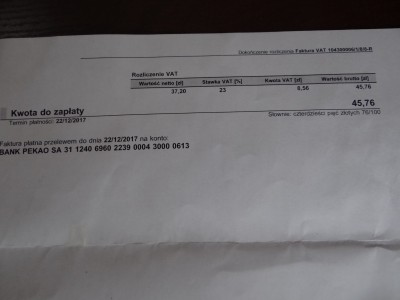 Dokończenie rozliczenia Faktura VAT
Rozliczenie VAT
Wartość netto [zł] Stawka VAT [%] Kwota VAT [zł] Wartość brutto [zł]
37,20 23 8,56 45,76
Kwota do zapłaty 45,76
Termin płatności: 22/12/2017 Słownie: czterdzieści pięć złotych 76/100
Faktura płatna przelewem do dnia 22/12/2017 na konto:
BANK PEKAO SA 31 1240 6960 2239 0004 3000 0613